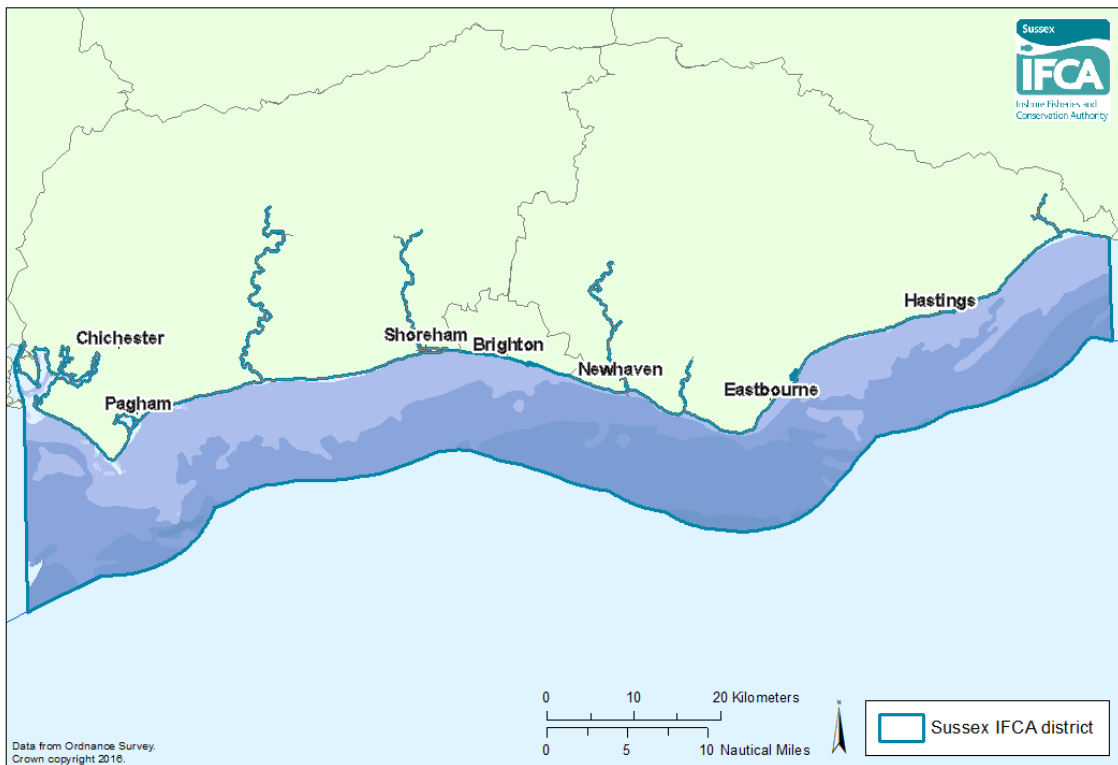 Sussex
IFCA
Inshore Fisheries and
Conservation Authority
Hastings
Chichester
Shoreham
Brighton
Newhaven
Eastbourne
Pagham
0 10 20 Kilometers
0 5 10 Nautical Miles
N
Sussex IFCA district
Data from Ordnance Survey.
Crown copyright 2016.